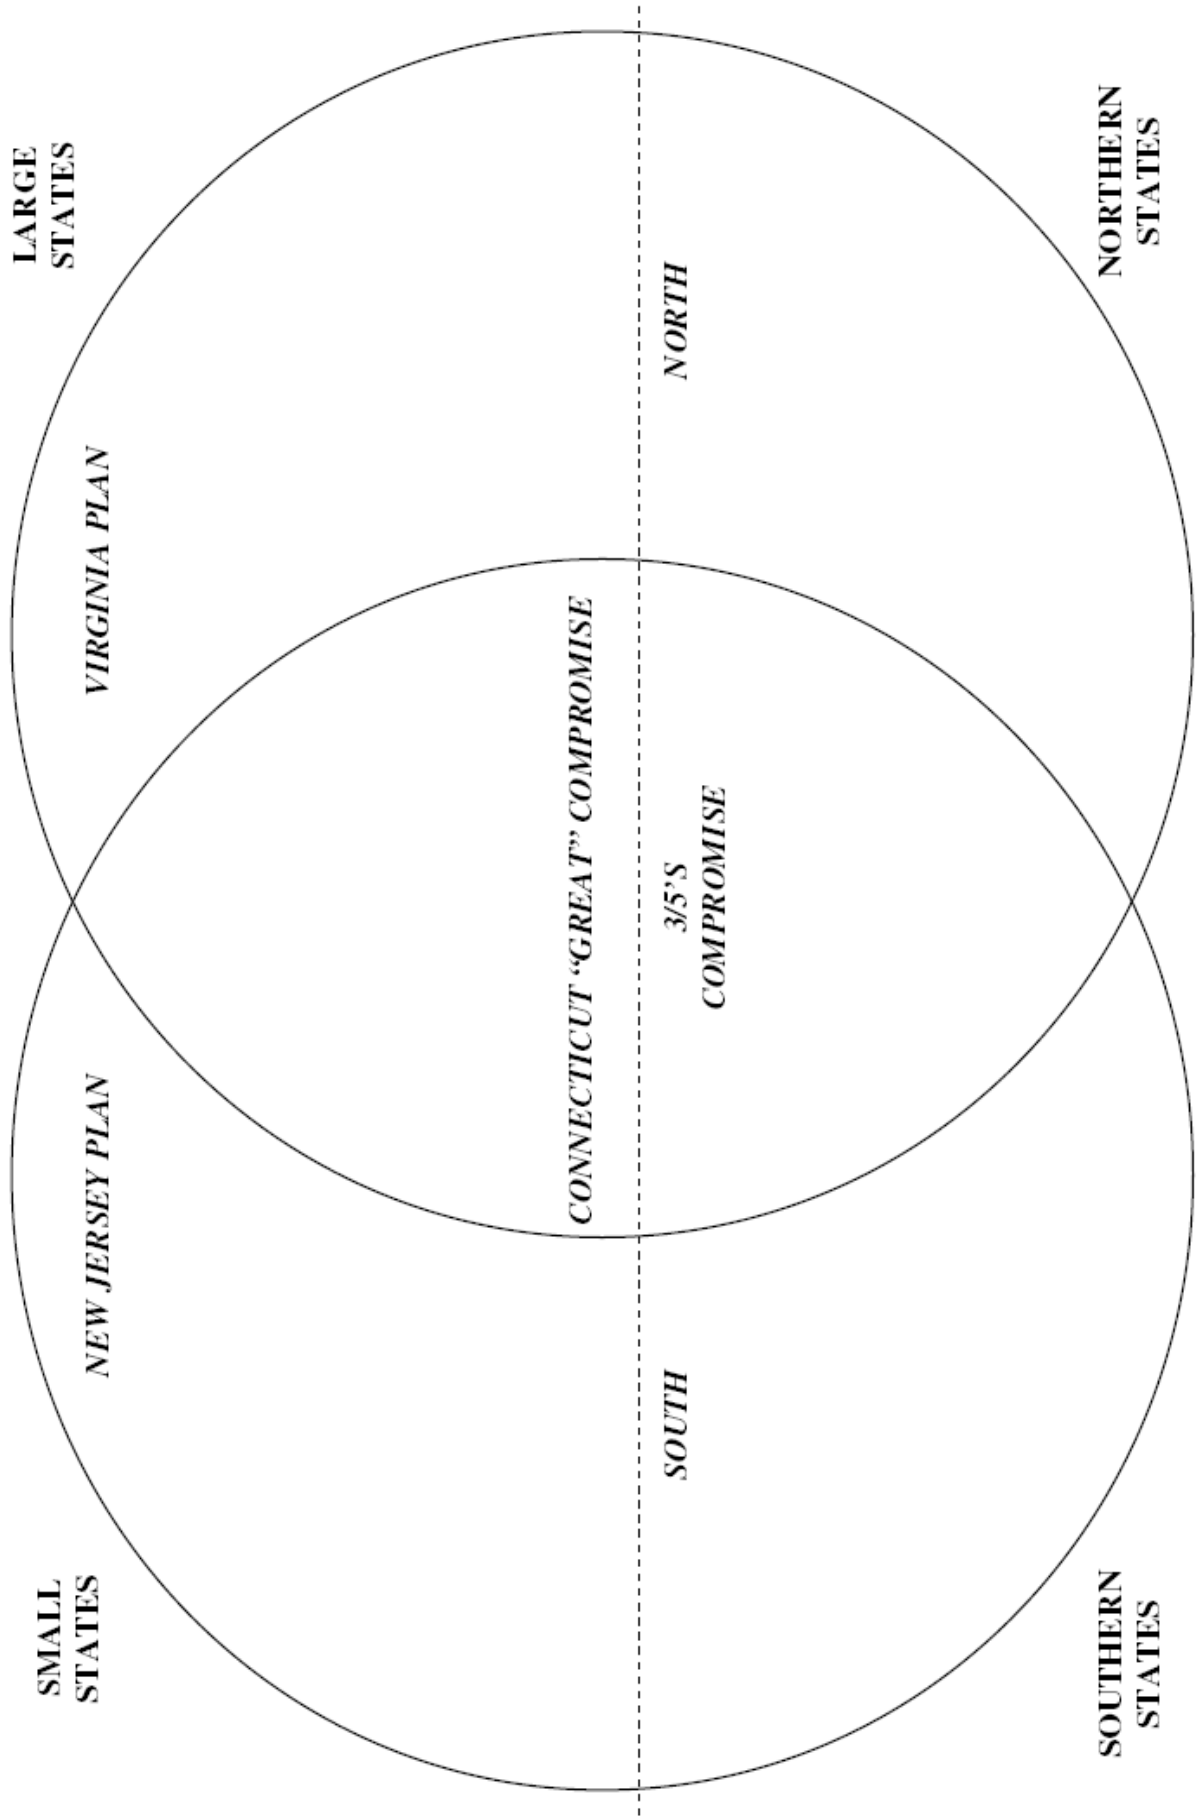 SMALL
STATES
LARGE
STATES
NEW JERSEY PLAN
VIRGINIA PLAN
CONNECTICUT “GREAT” COMPROMISE
SOUTH
3/5’S
COMPROMISE
NORTH
SOUTHERN
STATES
NORTHERN
STATES